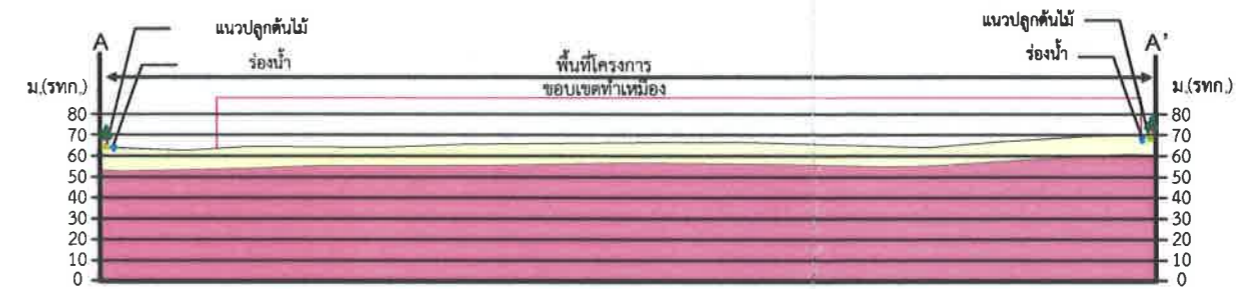 แนวปลูกต้นไม้
แนวปลูกต้นไม้
A
A'
ร่องน้ำ
พื้นที่โครงการ
ร่องน้ำ
ม.(รทก.)
ขอบเขตทำเหมือง
ม.(รทก.)
80
80
70
70
60
60
50
50
40
40
30
30
20
20
10
10
0
0